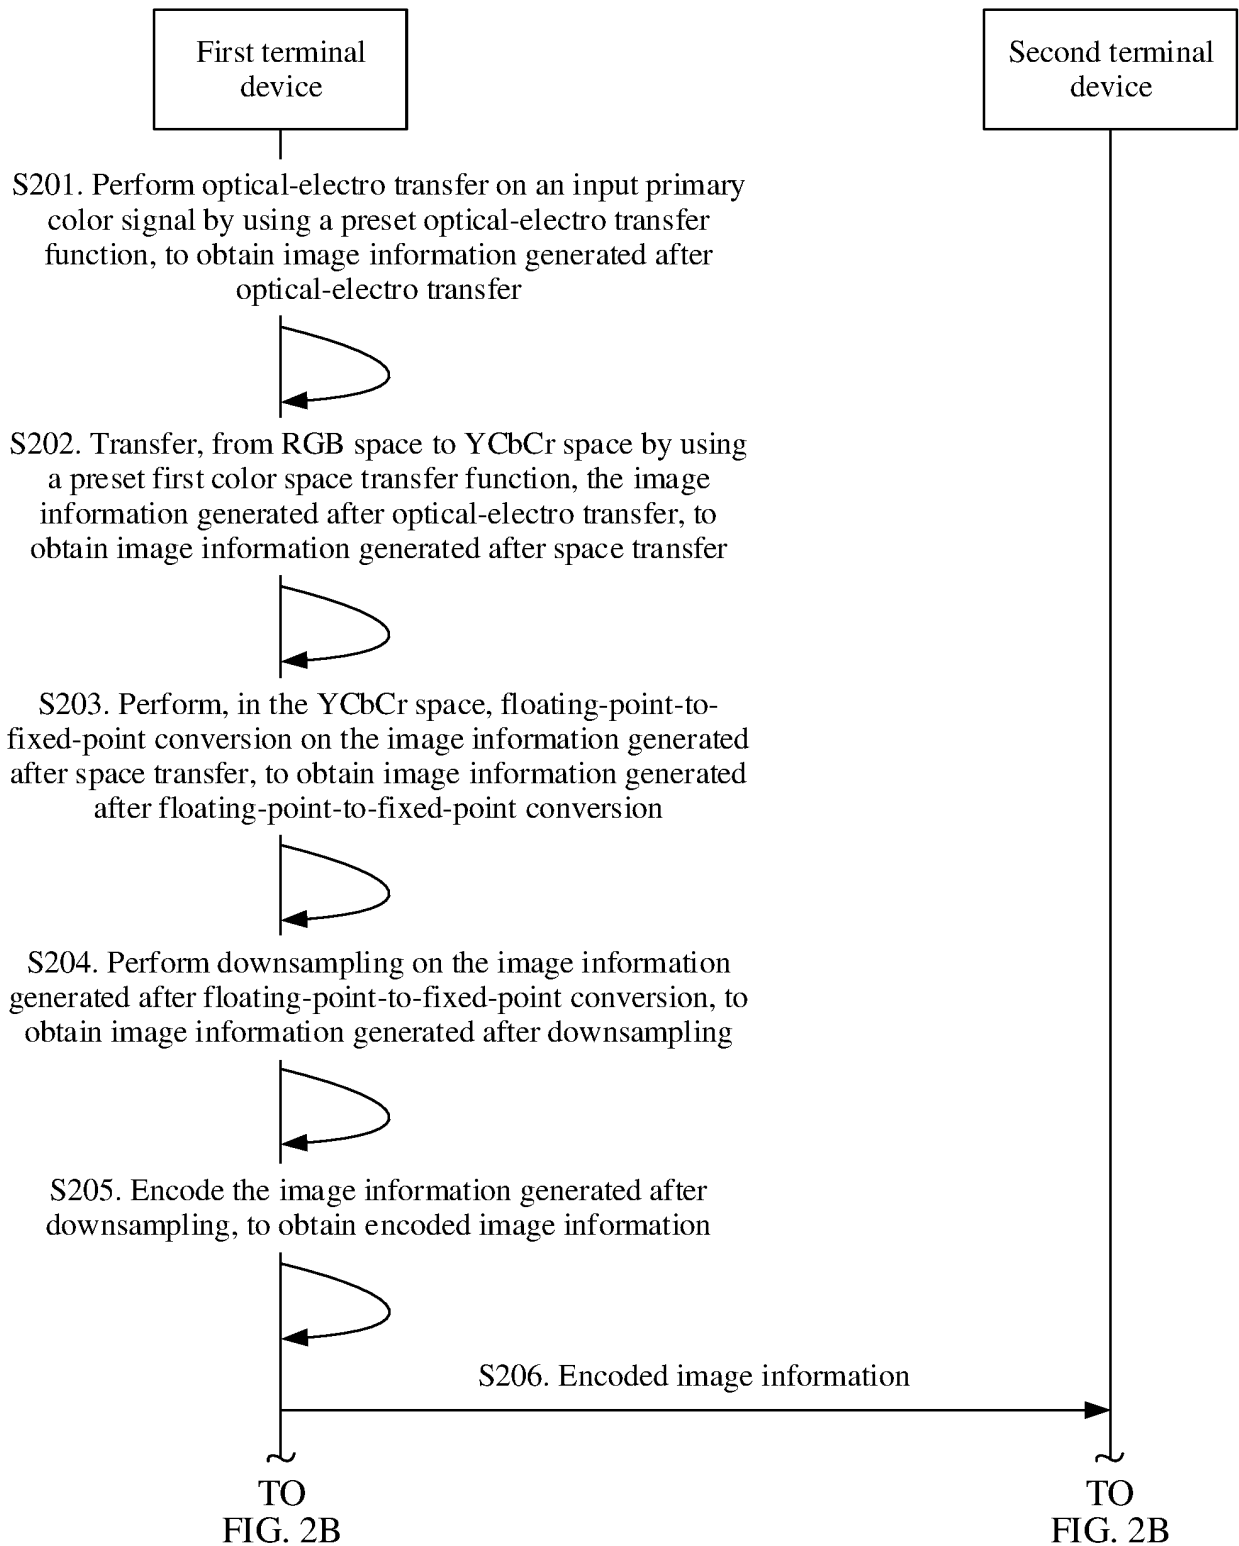 First terminal
device
Second terminal
device
S201. Perform optical-electro transfer on an input primary
color signal by using a preset optical-electro transfer
function, to obtain image information generated after
optical-electro transfer
S202. Transfer, from RGB space to YCbCr space by using
a preset first color space transfer function, the image
information generated after optical-electro transfer, to
obtain image information generated after space transfer
S203. Perform, in the YCbCr space, floating-point-to-
fixed-point conversion on the image information generated
after space transfer, to obtain image information generated
after floating-point-to-fixed-point conversion
S204. Perform downsampling on the image information
generated after floating-point-to-fixed-point conversion, to
obtain image information generated after downsampling
S205. Encode the image information generated after
downsampling, to obtain encoded image information
S206. Encoded image information
TO
FIG. 2B
TO
FIG. 2B